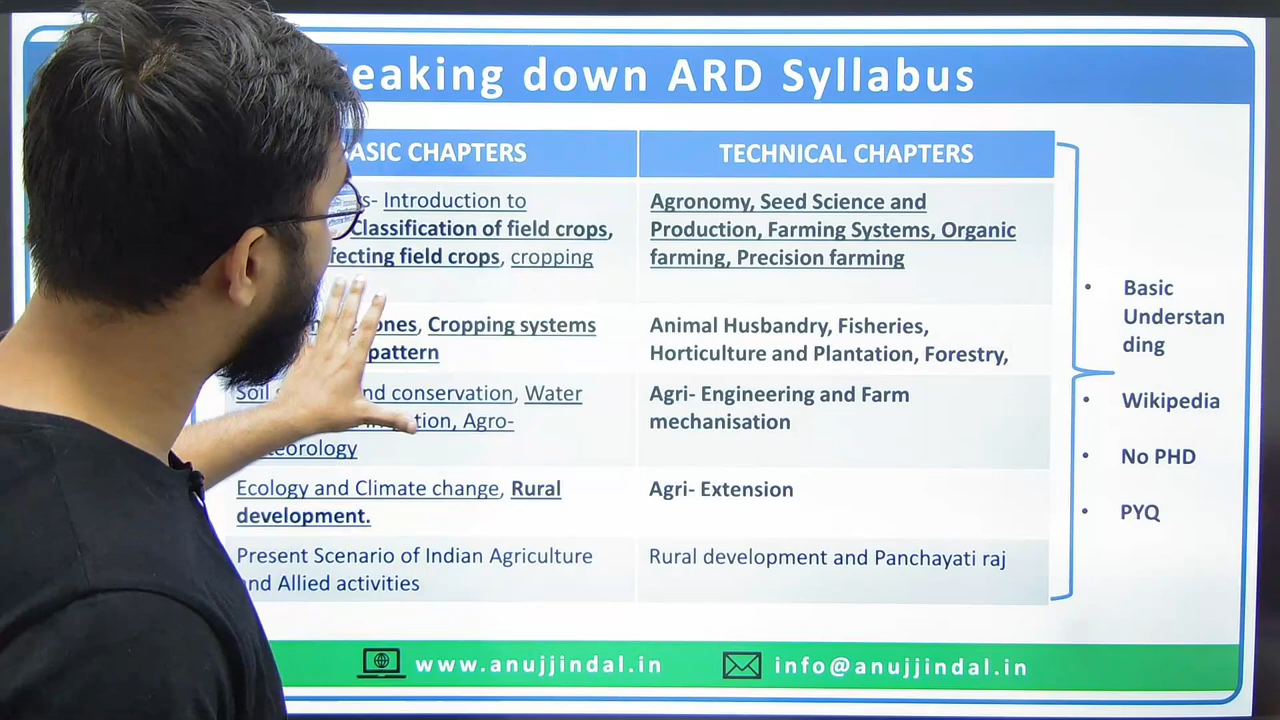 eaking down ARD Syllabus
ASIC CHAPTERS
TECHNICAL CHAPTERS
s- Introduction to
Classification of field crops,
fecting field crops, cropping
Agronomy, Seed Science and
Production, Farming Systems, Organic
farming, Precision farming
ones, Cropping systems
pattern
Animal Husbandry, Fisheries,
Horticulture and Plantation, Forestry,
Soil nd conservation, Water
tion, Agro-
eorology
Agri- Engineering and Farm
mechanisation
Ecology and Climate change, Rural
development.
Agri- Extension
Present Scenario of Indian Agriculture
and Allied activities
Rural development and Panchayati raj
• Basic
Understan
ding
• Wikipedia
• No PHD
• PYQ
www.anujjindal.in
info@anujjindal.in